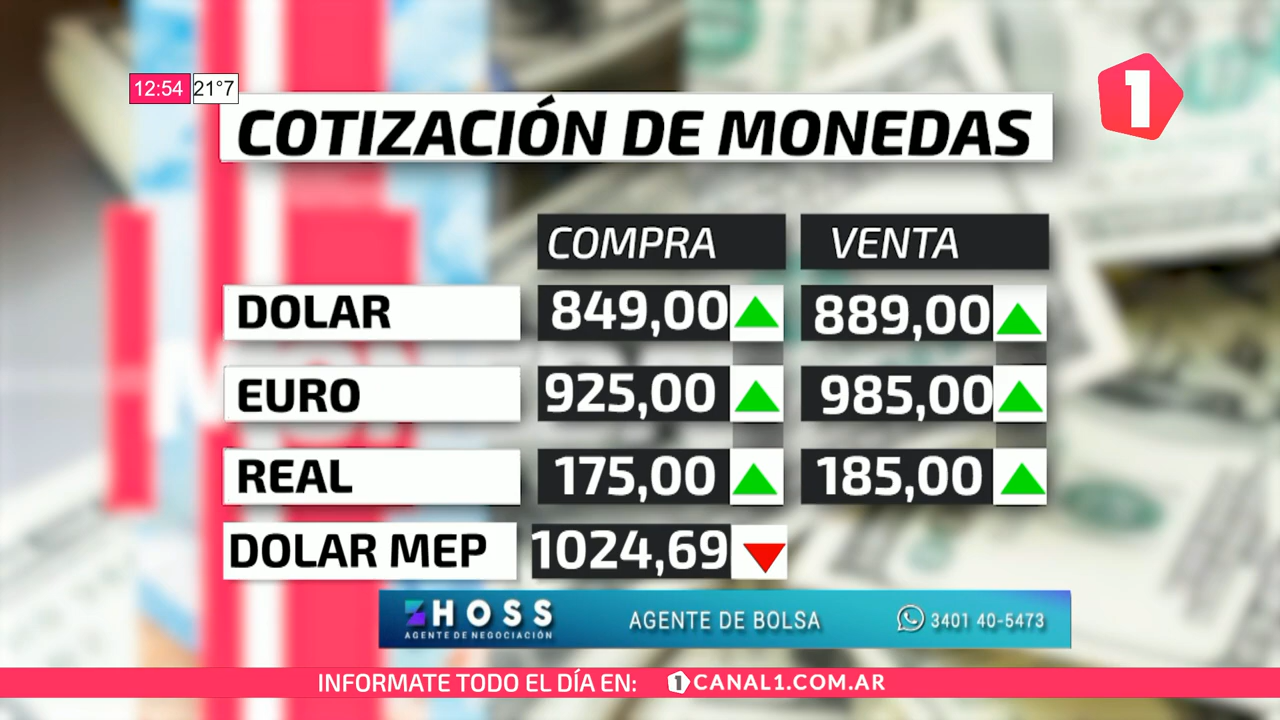 12:54 21°7
1
COTIZACIÓN DE MONEDAS
COMPRA VENTA
DOLAR 849,00 889,00
EURO 925,00 985,00
REAL 175,00 185,00
DOLAR MEP 1024,69
HOSS
AGENTE DE NEGOCIACIÓN
AGENTE DE BOLSA
3401 40-5473
INFORMATE TODO EL DÍA EN: 1 CANAL1.COM.AR